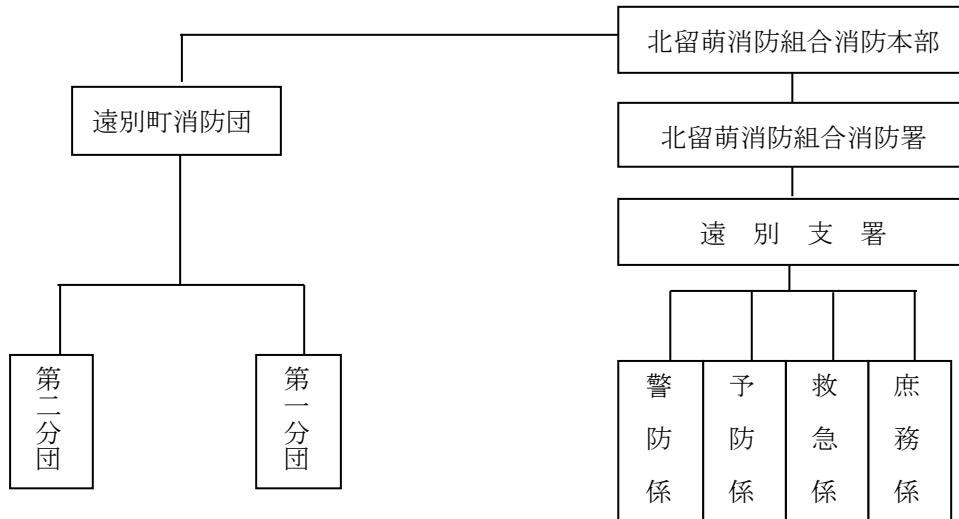 北留萌消防組合消防本部
遠別町消防団
北留萌消防組合消防署
遠別支署
第二分団
第一分団
警防係
予防係
救急係
庶務係